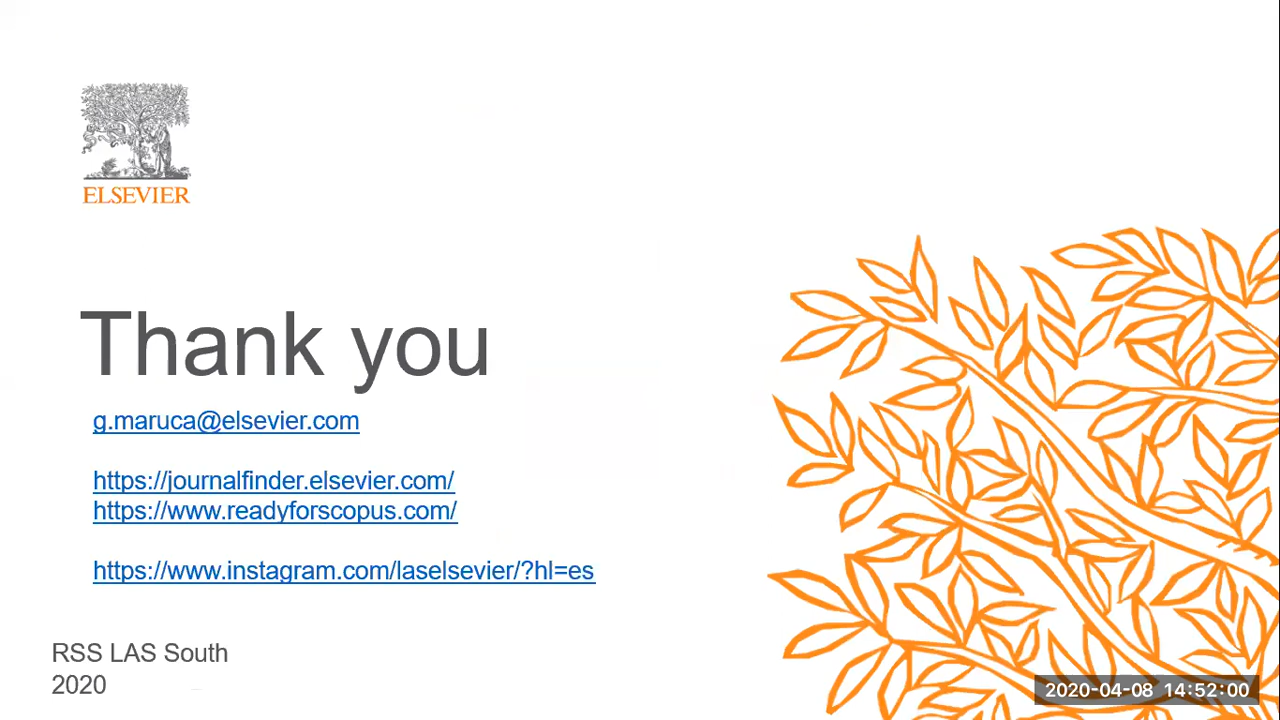 ELSEVIER
Thank you
g.maruca@elsevier.com
https://journalfinder.elsevier.com/
https://www.readyforscopus.com/
https://www.instagram.com/laselsevier/?hl=es
RSS LAS South
2020
2020-04-08 14:52:00